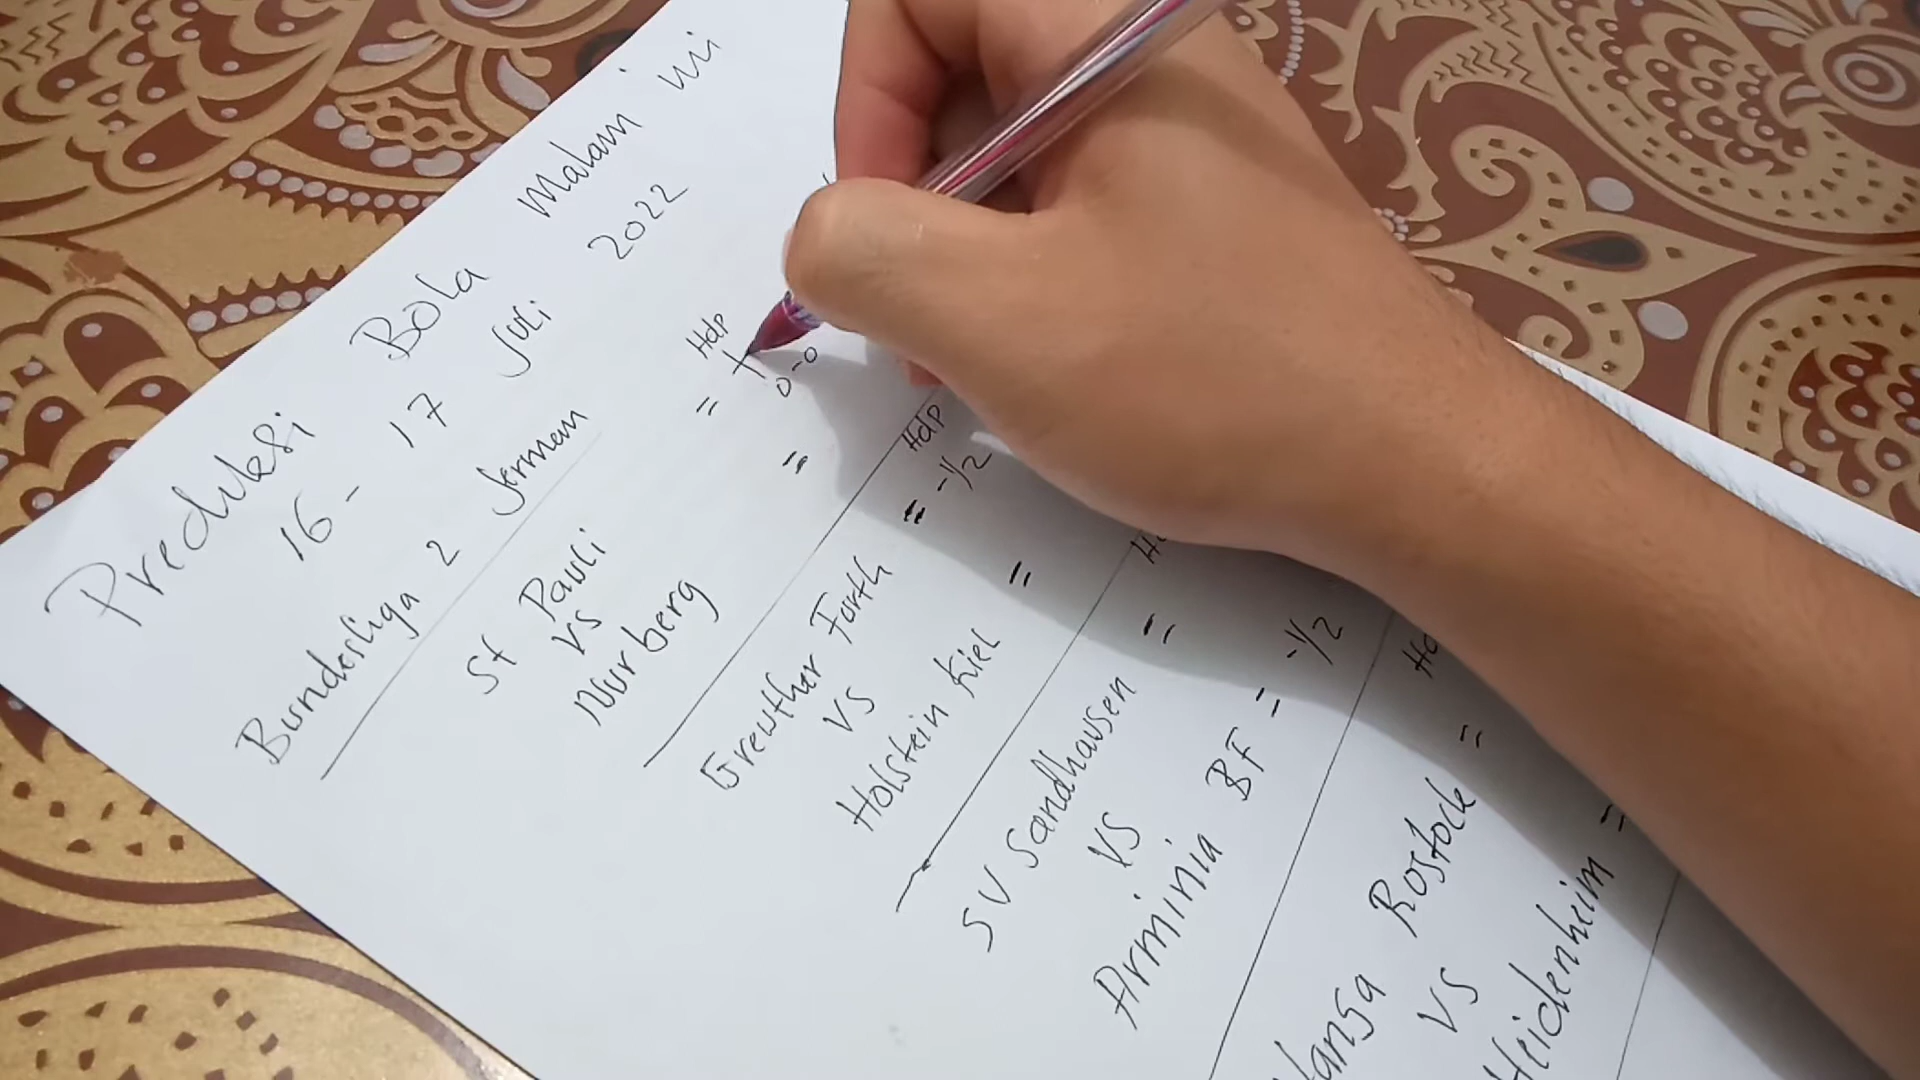 Prediksi Bola Malam ini
16 - 17 Juli 2022
Bundesliga 2 Jerman
Hdp
St Pauli =
vs 0-0
Nurberg =
Hdp
Greuther Furth = -1/2
VS
Holstein Kiel =
SV Sandhausen =
VS
Arminia BF = -1/2
Hansa Rostock =
VS
Heidenheim =